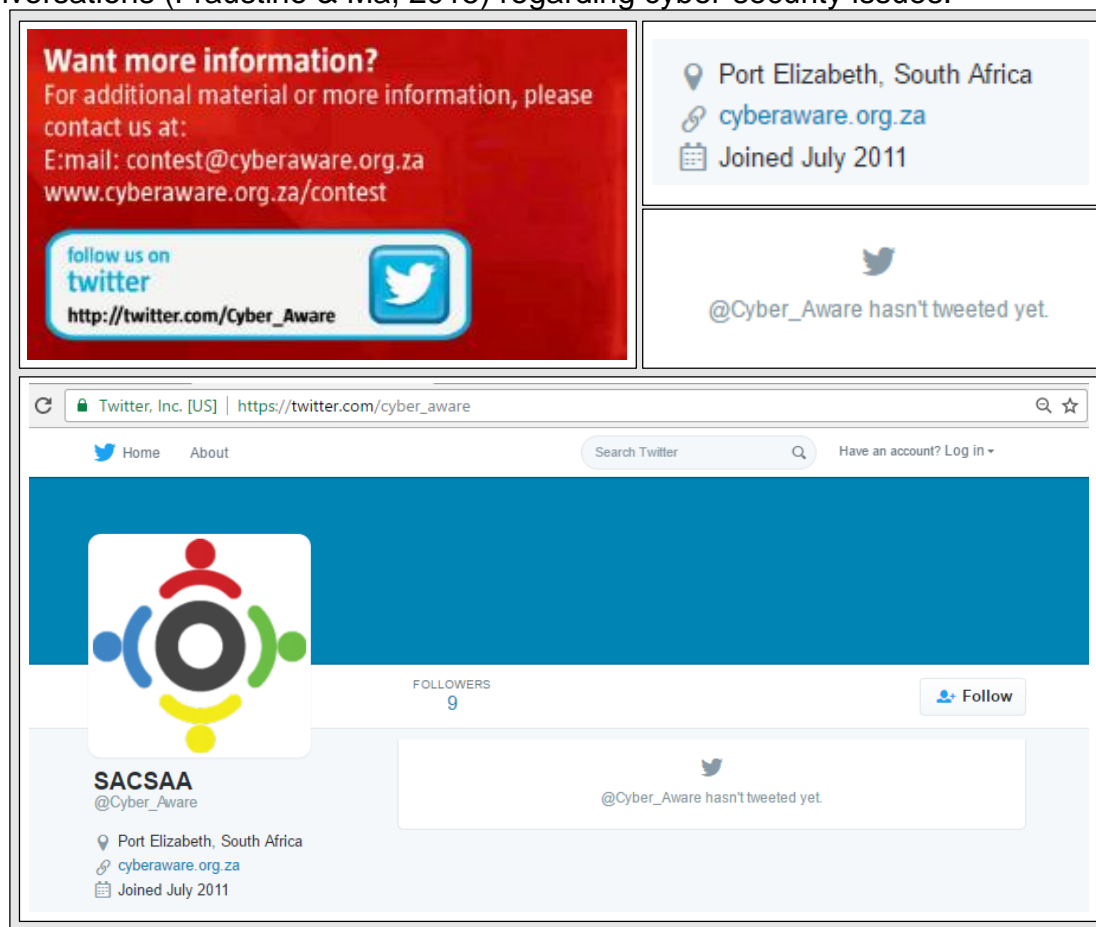 regarding cyber security issues.
Want more information?
For additional material or more information, please
contact us at:
E:mail: contest@cyberaware.org.za
www.cyberaware.org.za/contest
follow us on
twitter
http://twitter.com/Cyber_Aware
Port Elizabeth, South Africa
cyberaware.org.za
Joined July 2011
@Cyber_Aware hasn't tweeted yet.
Twitter, Inc. [US] | https://twitter.com/cyber_aware
Home About Search Twitter Have an account? Log in
FOLLOWERS
9
Follow
SACSAA
@Cyber_Aware
Port Elizabeth, South Africa
cyberaware.org.za
Joined July 2011
@Cyber_Aware hasn't tweeted yet.